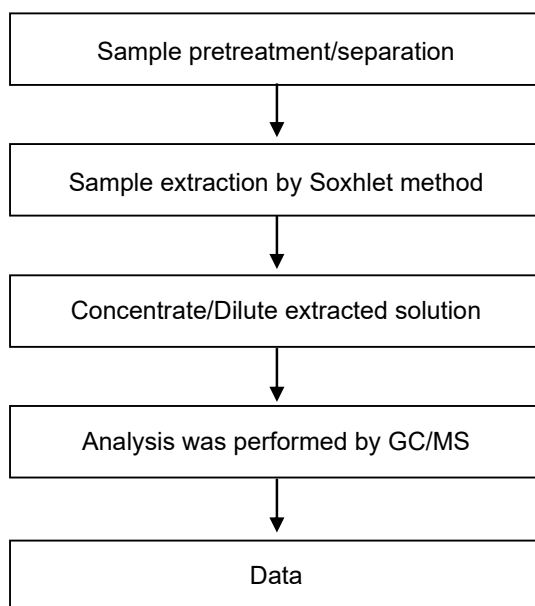 Sample pretreatment/separation
Sample extraction by Soxhlet method
Concentrate/Dilute extracted solution
Analysis was performed by GC/MS
Data